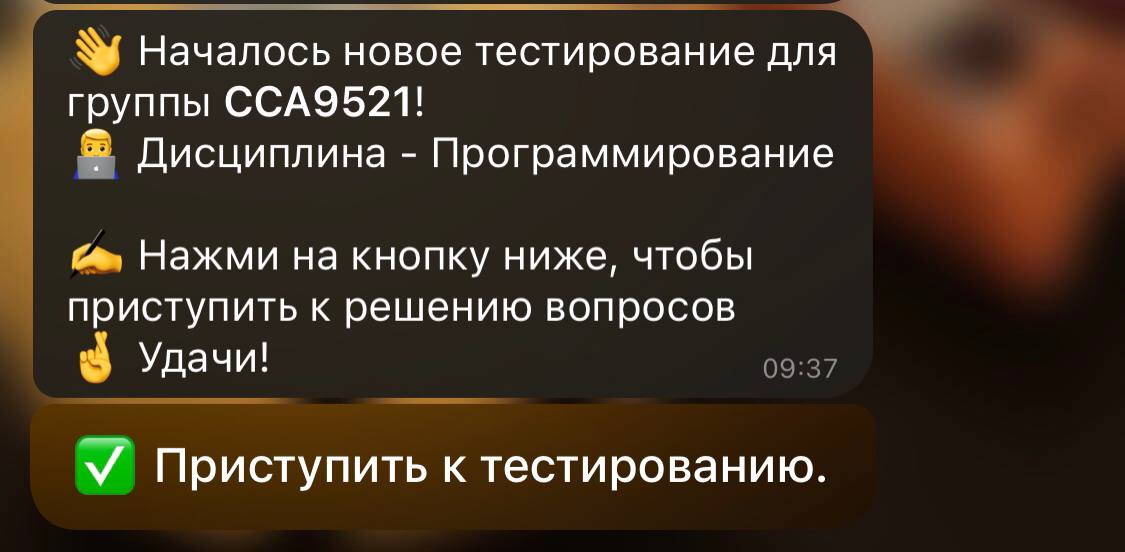 👋 Началось новое тестирование для
группы ССА9521!
👨‍💻 Дисциплина - Программирование
✍️ Нажми на кнопку ниже, чтобы
приступить к решению вопросов
🤞 Удачи!
09:37
✅ Приступить к тестированию.